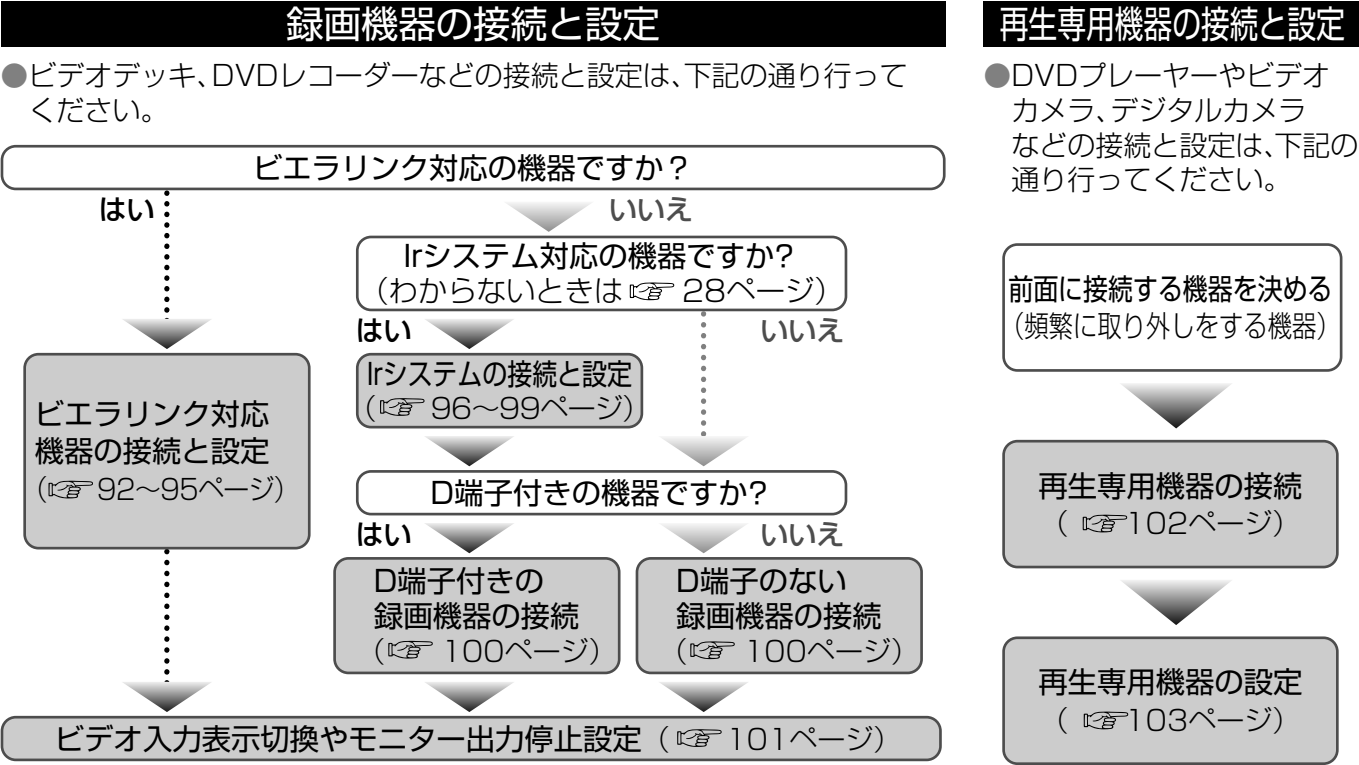 録画機器の接続と設定
●ビデオデッキ、DVDレコーダーなどの接続と設定は、下記の通り行って
ください。
ビエラリンク対応の機器ですか？
はい
いいえ
Irシステム対応の機器ですか?
（わからないときは ☞ 28ページ）
はい
いいえ
Irシステムの接続と設定
（☞ 96～99ページ）
ビエラリンク対応
機器の接続と設定
（☞ 92～95ページ）
D端子付きの機器ですか?
はい
いいえ
D端子付きの
録画機器の接続
（☞ 100ページ）
D端子のない
録画機器の接続
（☞ 100ページ）
ビデオ入力表示切換やモニター出力停止設定（☞ 101ページ）
再生専用機器の接続と設定
●DVDプレーヤーやビデオ
カメラ、デジタルカメラ
などの接続と設定は、下記の
通り行ってください。
前面に接続する機器を決める
（頻繁に取り外しをする機器）
再生専用機器の接続
（ ☞102ページ）
再生専用機器の設定
（ ☞103ページ）